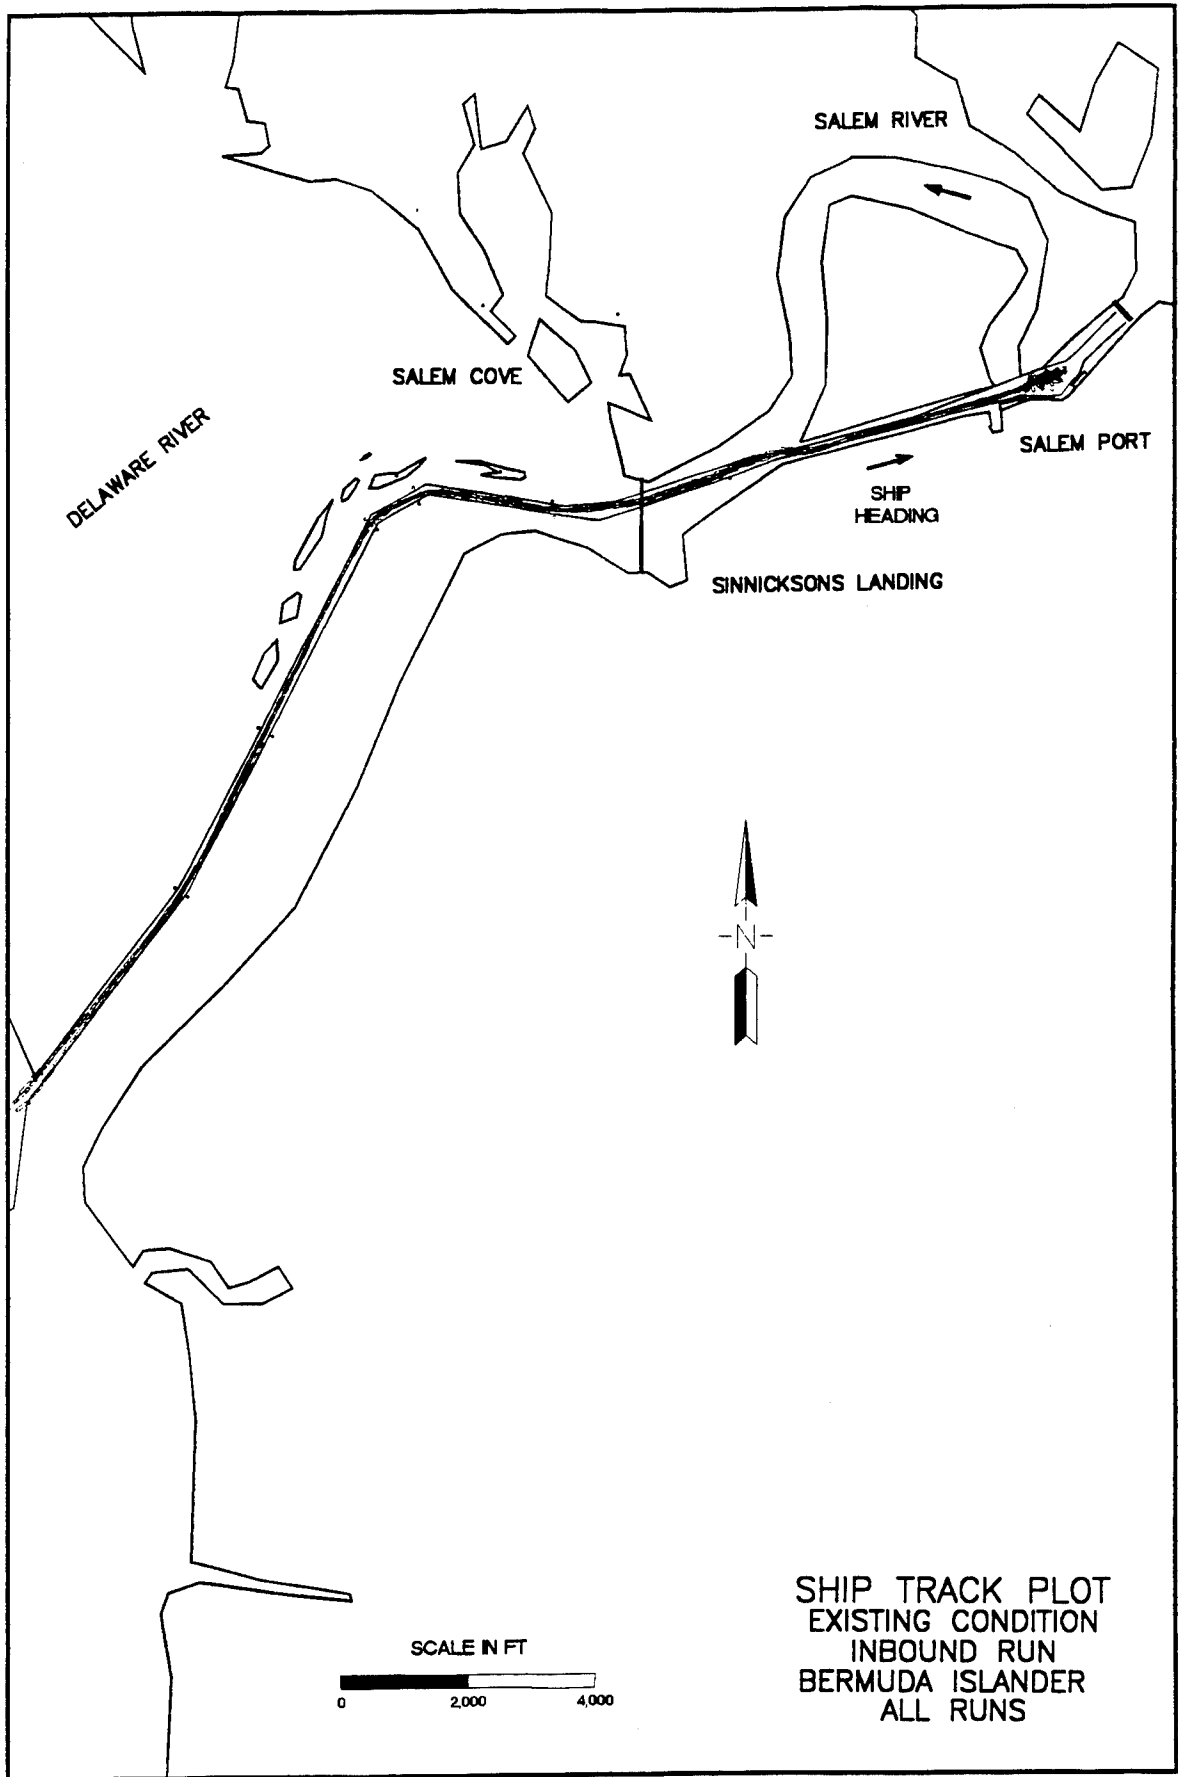 SALEM RIVER
SALEM COVE
DELAWARE RIVER
SALEM PORT
SHIP
HEADING
SINNICKSONS LANDING
-N-
SHIP TRACK PLOT
EXISTING CONDITION
INBOUND RUN
BERMUDA ISLANDER
ALL RUNS
SCALE IN FT
0 2,000 4,000